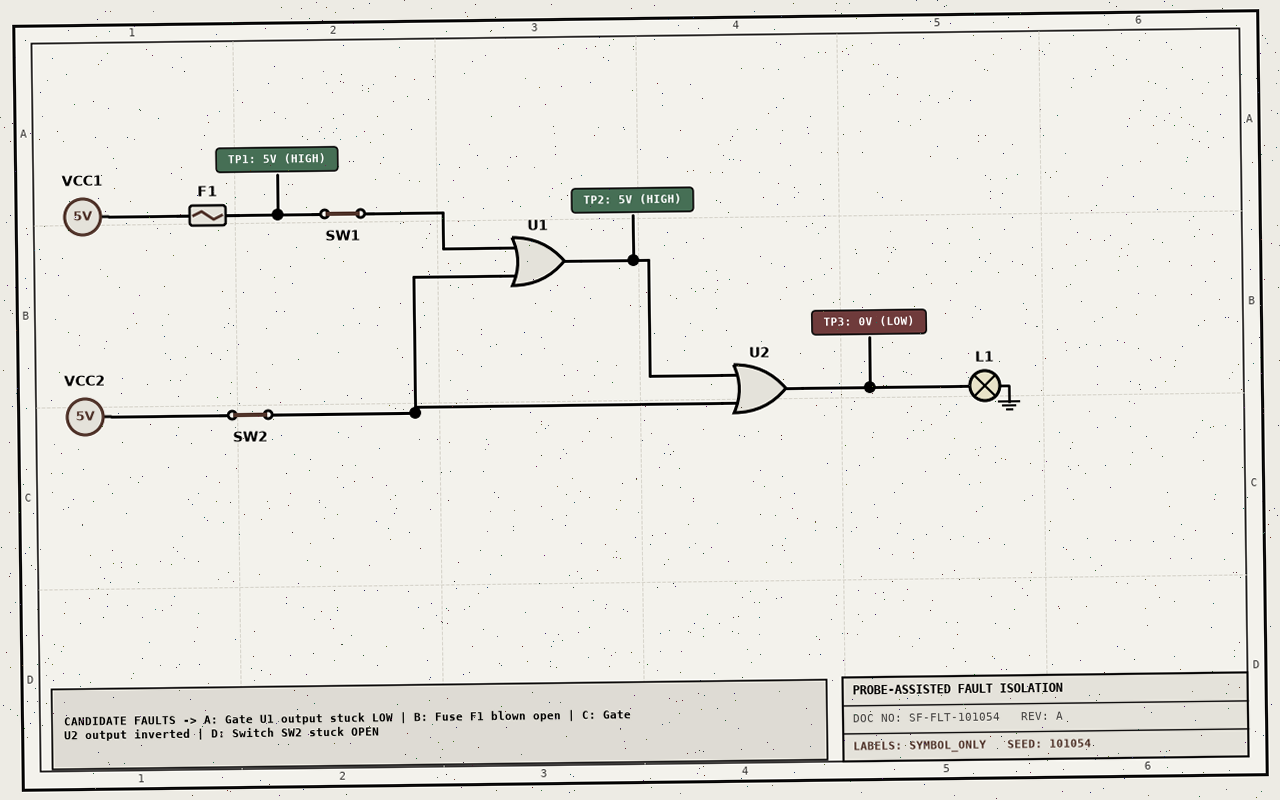 1 2 3 4 5 6
A A
TP1: 5V (HIGH)
VCC1
F1
5V
SW1
TP2: 5V (HIGH)
U1
B B
TP3: 0V (LOW)
U2
L1
VCC2
5V
SW2
C C
D D
CANDIDATE FAULTS -> A: Gate U1 output stuck LOW | B: Fuse F1 blown open | C: Gate
U2 output inverted | D: Switch SW2 stuck OPEN
PROBE-ASSISTED FAULT ISOLATION
DOC NO: SF-FLT-101054 REV: A
LABELS: SYMBOL_ONLY SEED: 101054
1 2 3 4 5 6